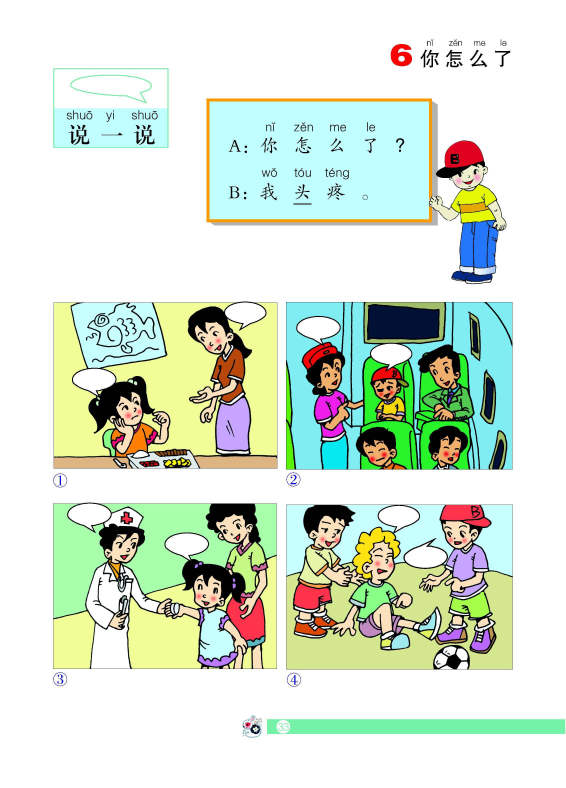 nǐ zěn me le
6 你怎么了
shuō yi shuō
说一说
nǐ zěn me le
A：你怎么了？
wǒ tóu téng
B：我头疼。
B
①
②
B
③
④
33